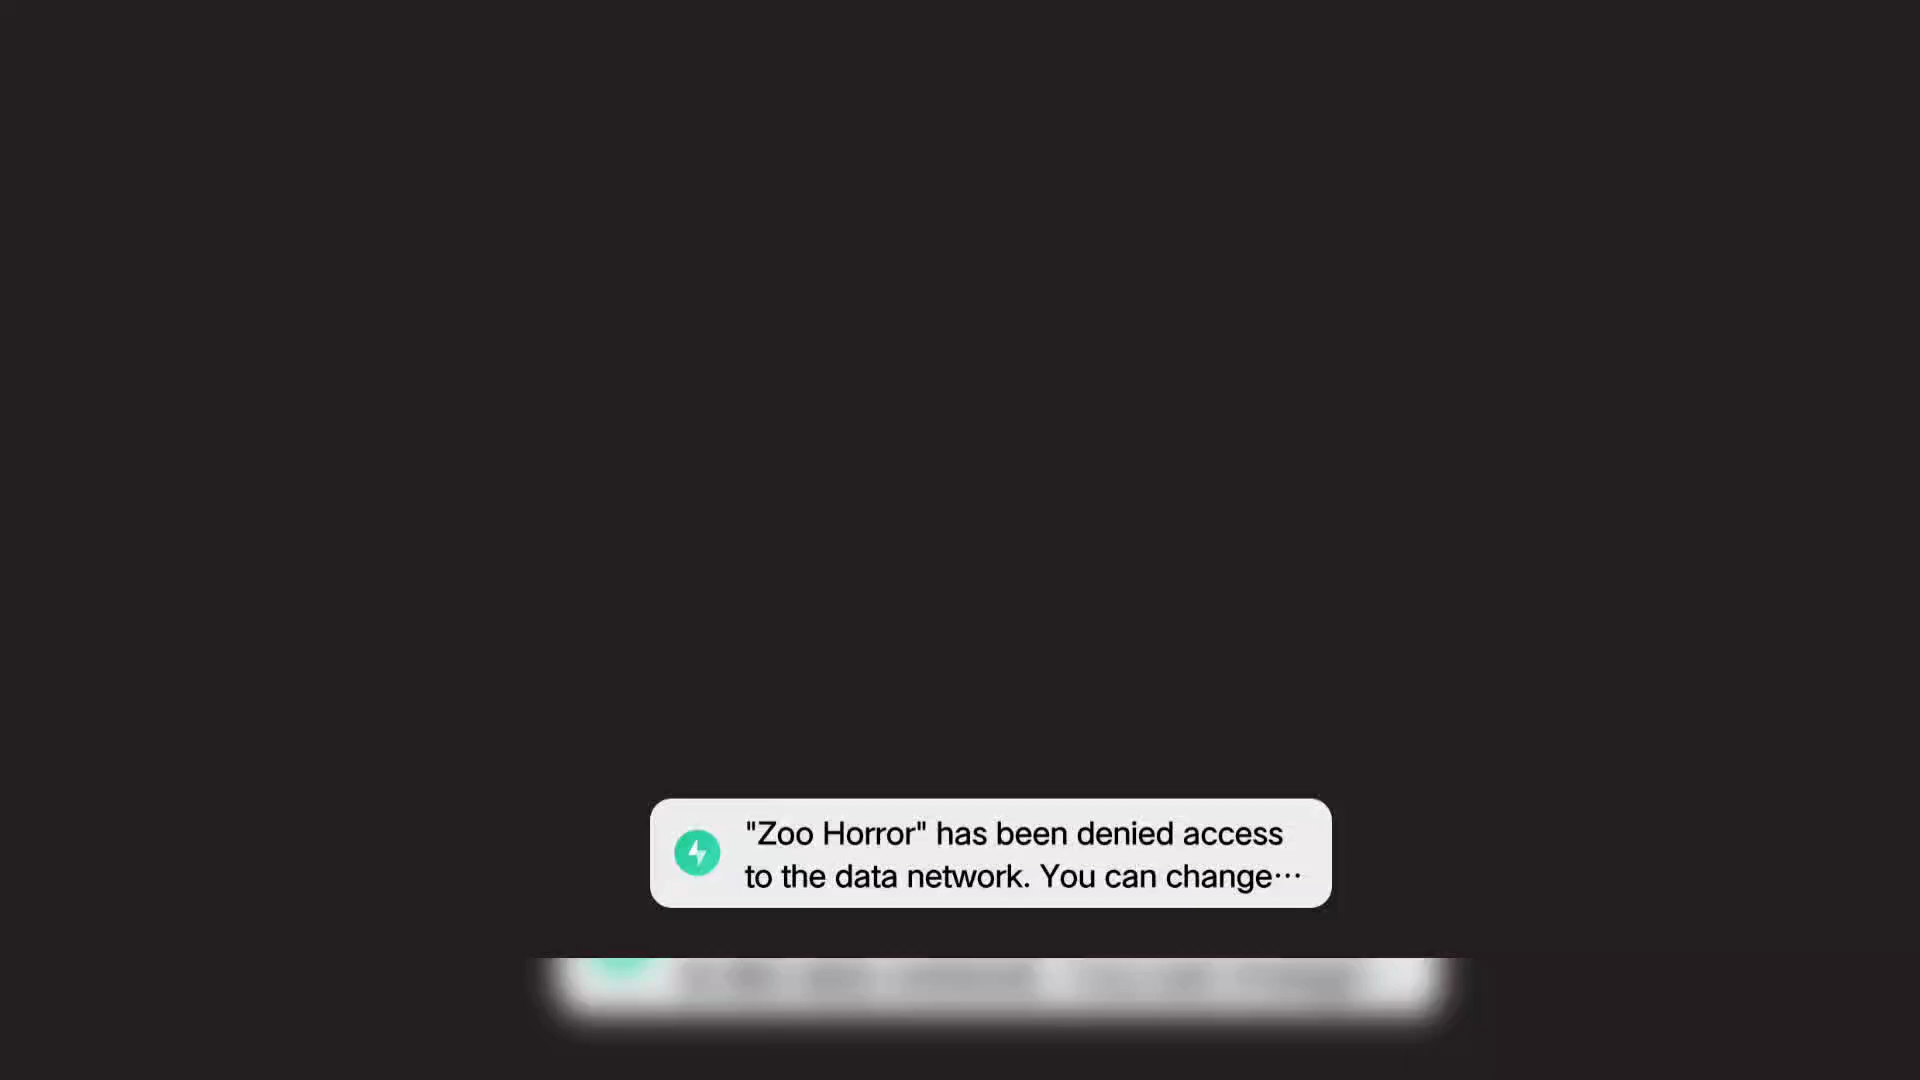 "Zoo Horror" has been denied access
to the data network. You can change···